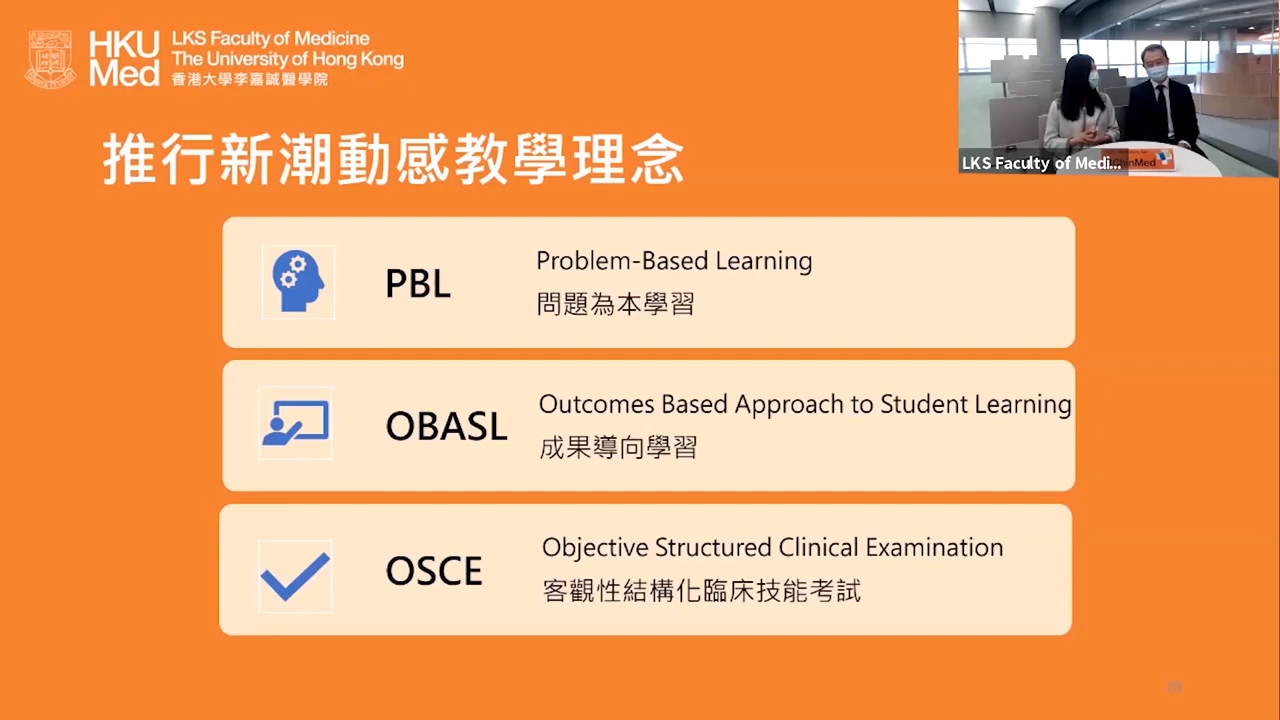 HKU
Med
LKS Faculty of Medicine
The University of Hong Kong
香港大學李嘉誠醫學院
推行新潮動感教學理念
PBL
Problem-Based Learning
問題為本學習
OBASL
Outcomes Based Approach to Student Learning
成果導向學習
OSCE
Objective Structured Clinical Examination
客觀性結構化臨床技能考試
LKS Faculty of Medi...
ChinMed